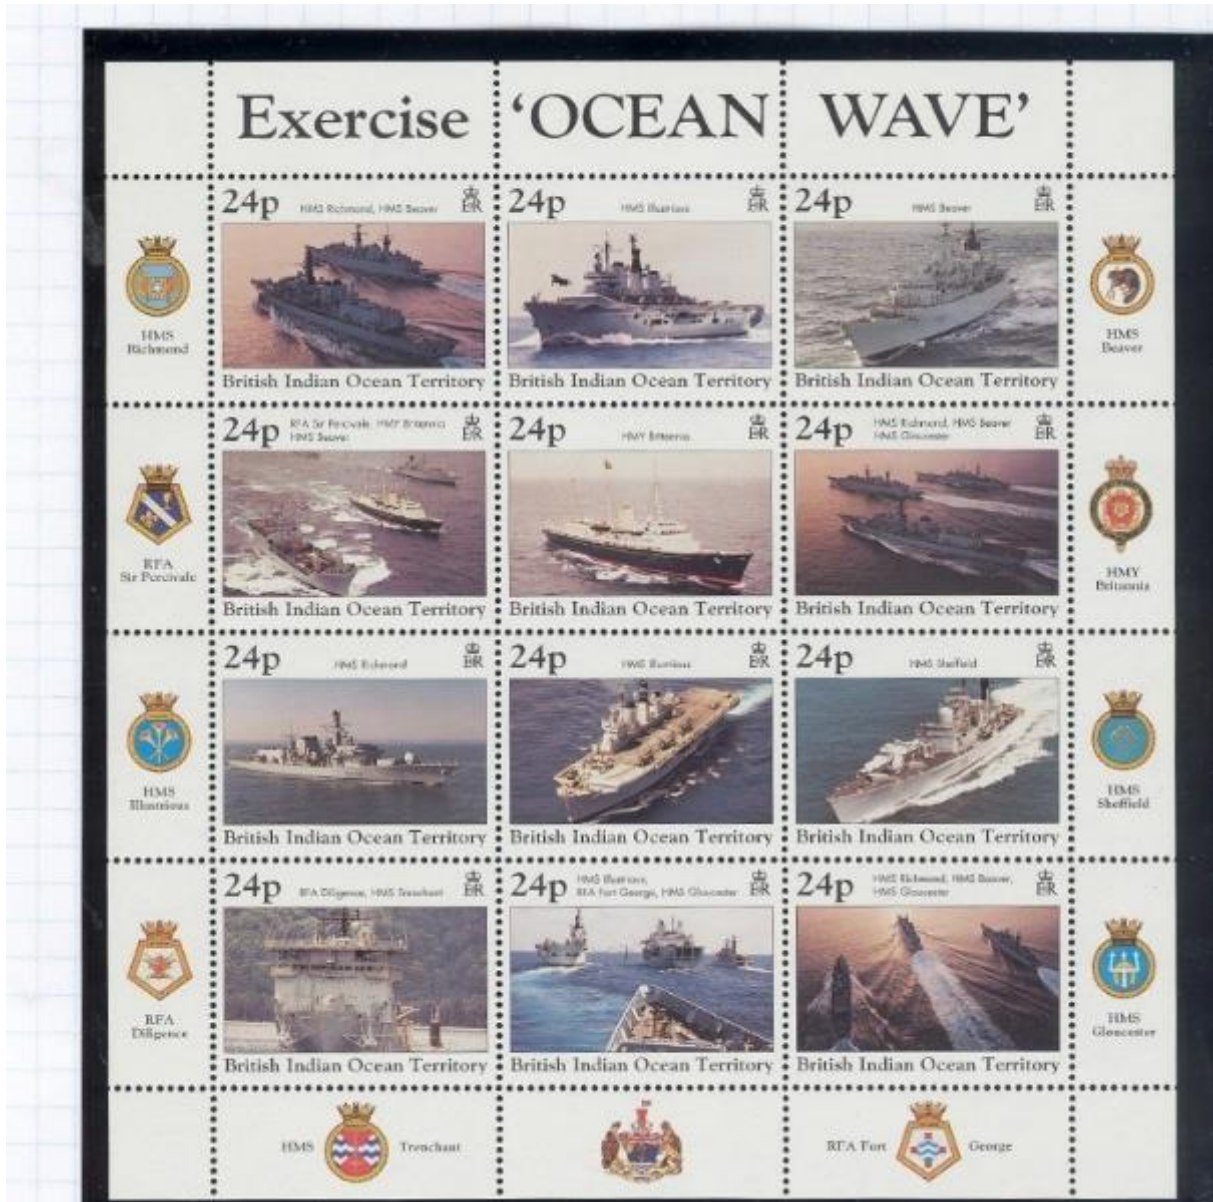 Exercise 'OCEAN WAVE'
24p HMS Richmond, HMS Beaver ER
British Indian Ocean Territory
24p HMS Illustrious ER
British Indian Ocean Territory
24p HMS Beaver ER
British Indian Ocean Territory
HMS
Richmond
HMS
Beaver
24p RFA Sir Percivale, HMY Britannia ER
HMS Beaver
British Indian Ocean Territory
24p HMY Britannia ER
British Indian Ocean Territory
24p HMS Richmond, HMS Beaver ER
HMS Gloucester
British Indian Ocean Territory
RFA
Sir Percivale
HMY
Britannia
24p HMS Richmond ER
British Indian Ocean Territory
24p HMS Illustrious ER
British Indian Ocean Territory
24p HMS Sheffield ER
British Indian Ocean Territory
HMS
Illustrious
HMS
Sheffield
24p RFA Diligence, HMS Trenchant ER
British Indian Ocean Territory
24p HMS Illustrious, ER
RFA Fort George, HMS Gloucester
British Indian Ocean Territory
24p HMS Richmond, HMS Beaver, ER
HMS Gloucester
British Indian Ocean Territory
RFA
Diligence
HMS
Gloucester
HMS Trenchant
RFA Fort George